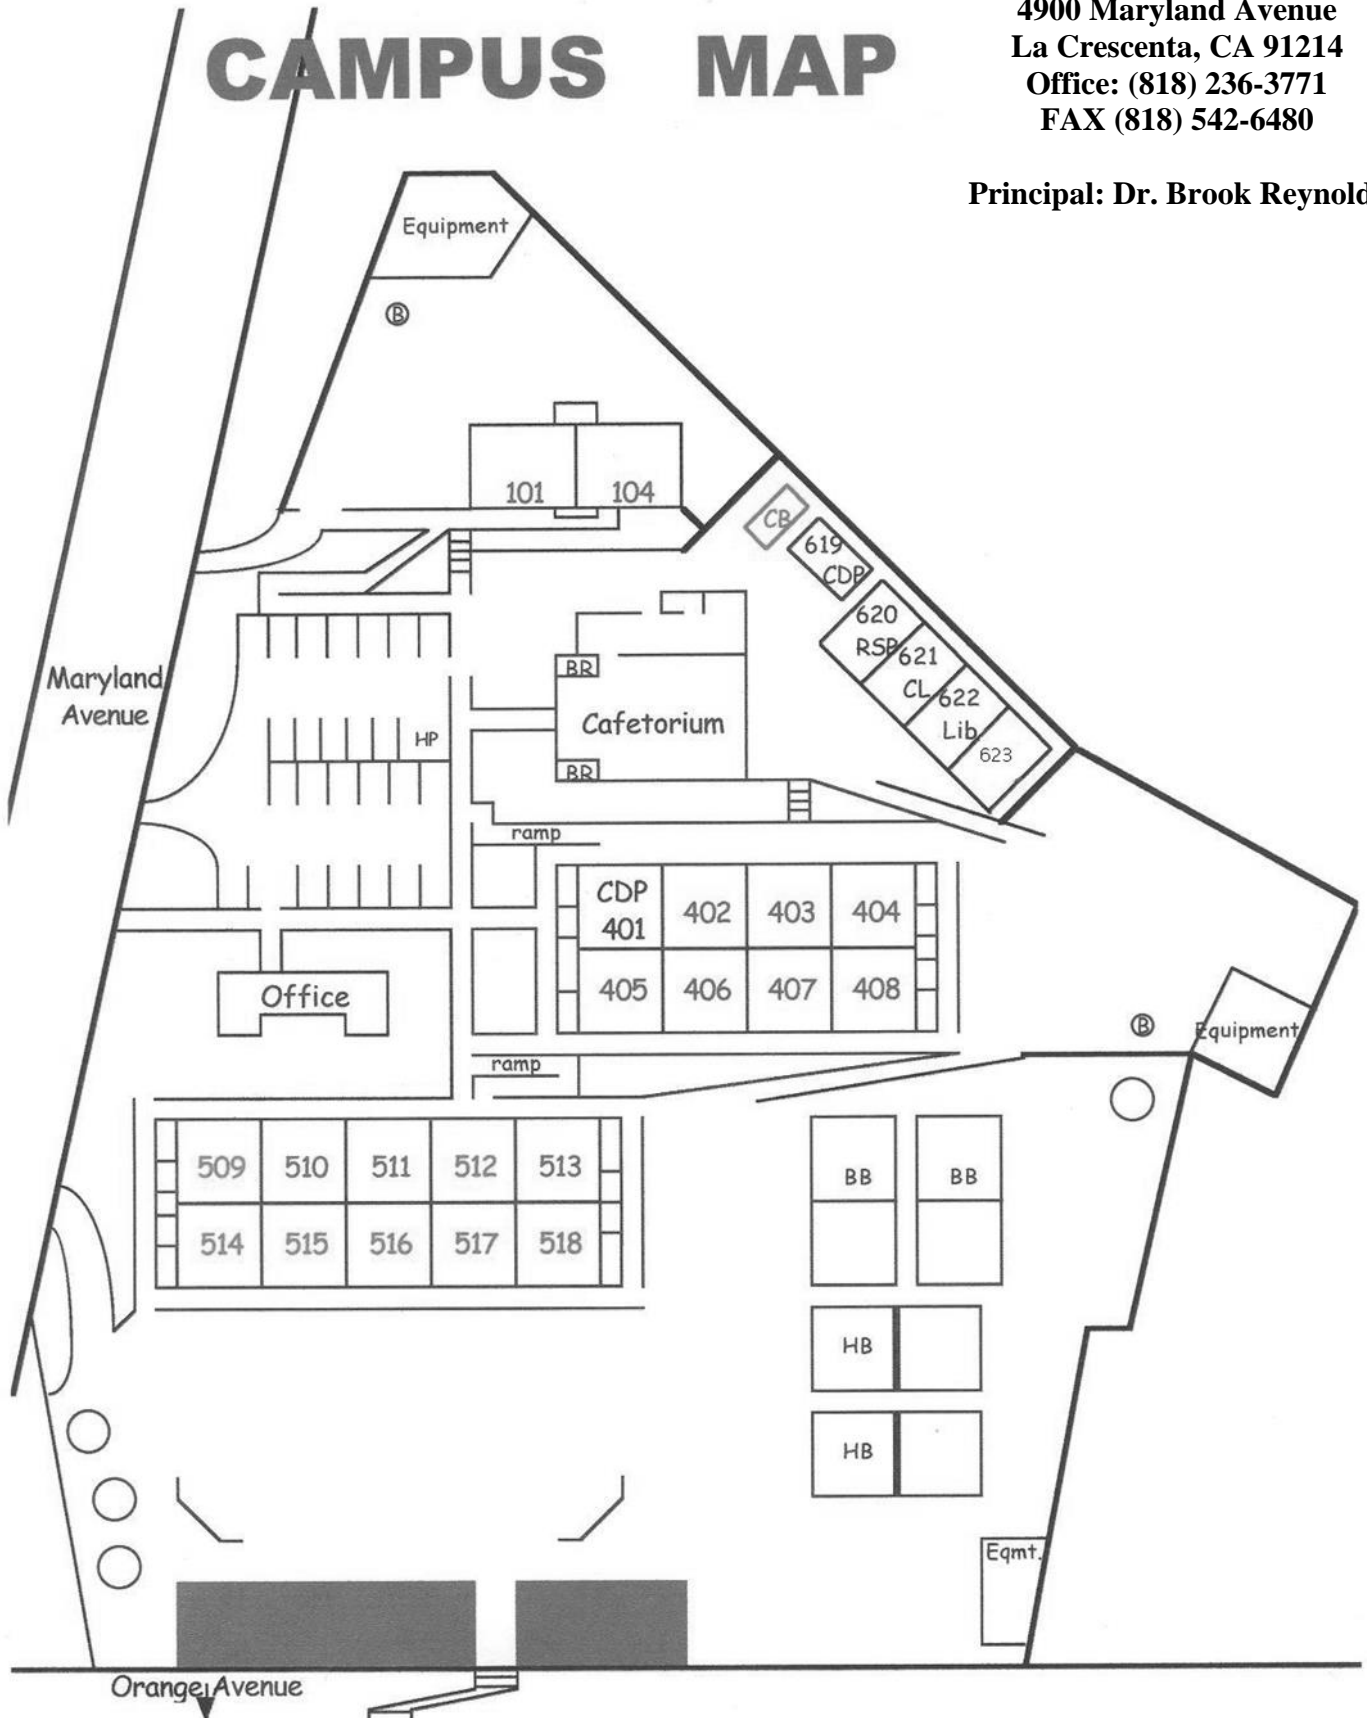 CAMPUS MAP
4900 Maryland Avenue
La Crescenta, CA 91214
Office: (818) 236-3771
FAX (818) 542-6480
Principal: Dr. Brook Reynold
Equipment
B
101
104
CB
619
CDP
620
RSP
621
CL
622
Lib.
623
Maryland
Avenue
BR
HP
Cafetorium
BR
ramp
CDP
401
402
403
404
405
406
407
408
Office
B
Equipment
ramp
509
510
511
512
513
514
515
516
517
518
BB
BB
HB
HB
Eqmt.
Orange Avenue